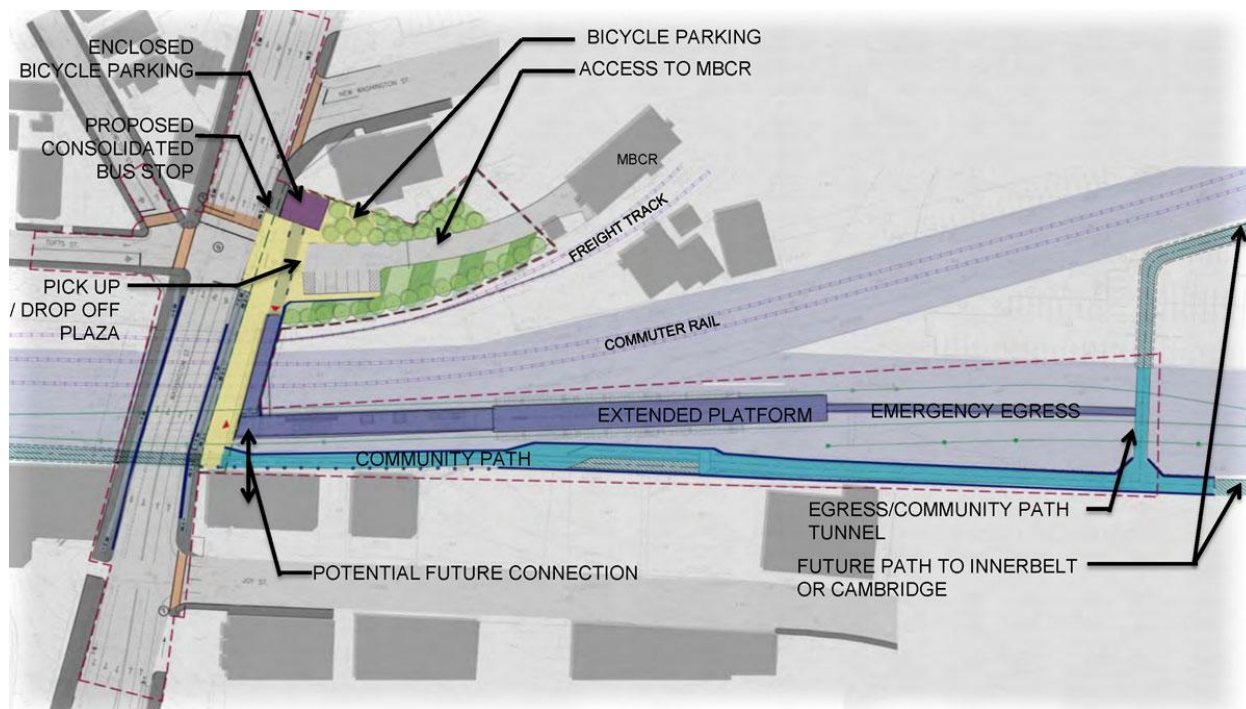 ENCLOSED
BICYCLE PARKING
BICYCLE PARKING
ACCESS TO MBCR
NEW WASHINGTON ST.
PROPOSED
CONSOLIDATED
BUS STOP
MBCR
FREIGHT TRACK
TUFTS ST.
PICK UP
/ DROP OFF
PLAZA
COMMUTER RAIL
WASHINGTON ST.
EXTENDED PLATFORM
EMERGENCY EGRESS
COMMUNITY PATH
EGRESS/COMMUNITY PATH
TUNNEL
POTENTIAL FUTURE CONNECTION
FUTURE PATH TO INNERBELT
OR CAMBRIDGE
JOY ST.